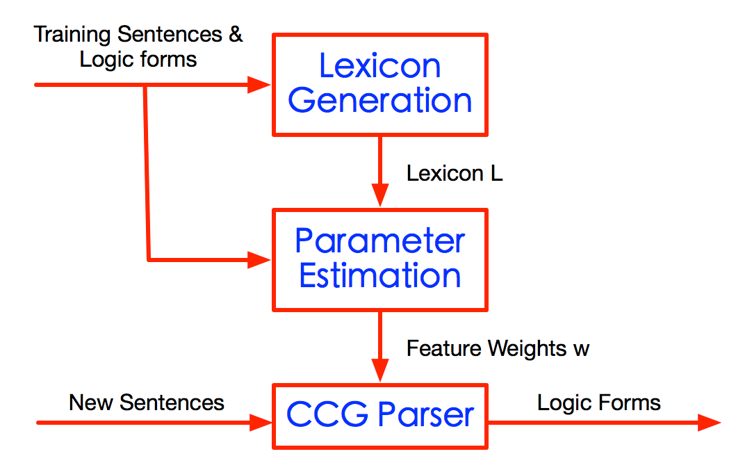 Training Sentences &
Logic forms
Lexicon
Generation
Lexicon L
Parameter
Estimation
Feature Weights w
New Sentences
CCG Parser
Logic Forms